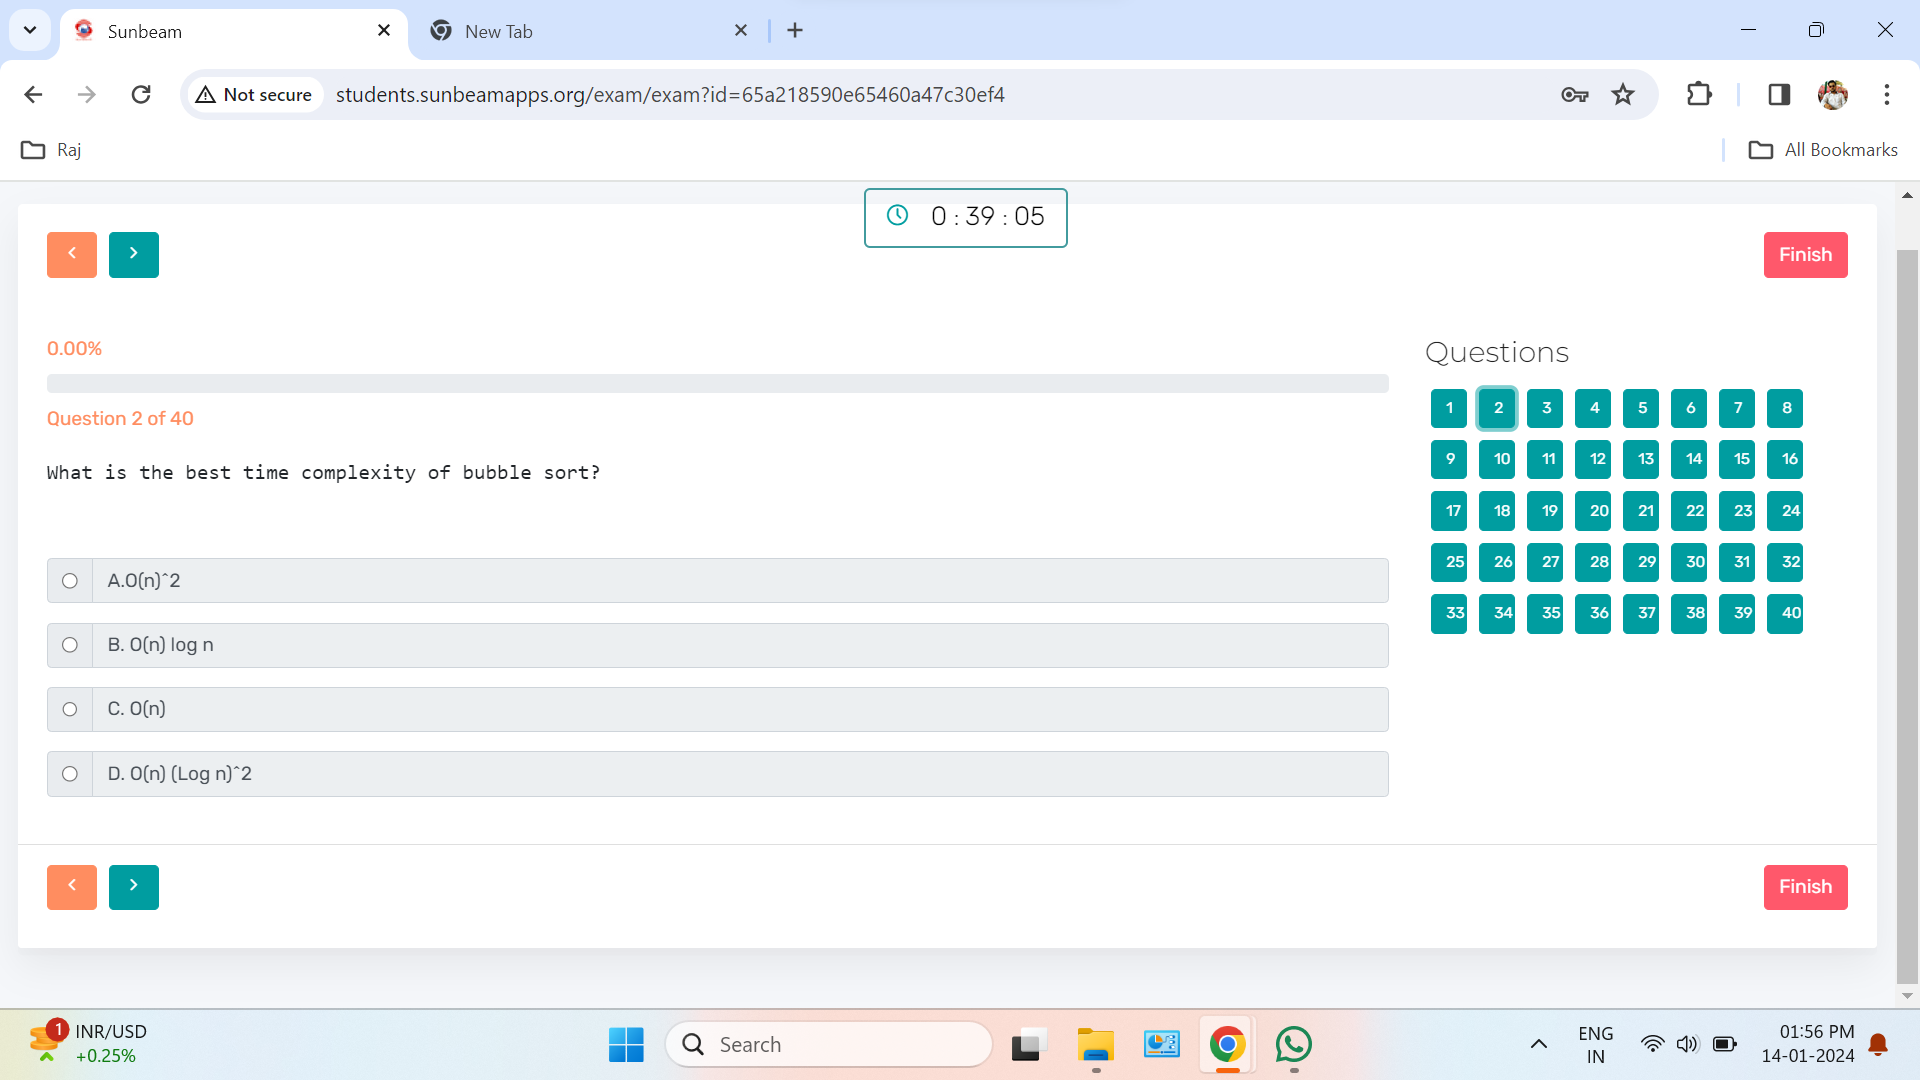 Sunbeam
New Tab
Not secure
students.sunbeamapps.org/exam/exam?id=65a218590e65460a47c30ef4
Raj
All Bookmarks
0 : 39 : 05
Finish
0.00%
Question 2 of 40
What is the best time complexity of bubble sort?
A.O(n)^2
B. O(n) log n
C. O(n)
D. O(n) (Log n)^2
Questions
1 2 3 4 5 6 7 8
9 10 11 12 13 14 15 16
17 18 19 20 21 22 23 24
25 26 27 28 29 30 31 32
33 34 35 36 37 38 39 40
Finish
1
INR/USD
+0.25%
Search
ENG
IN
01:56 PM
14-01-2024